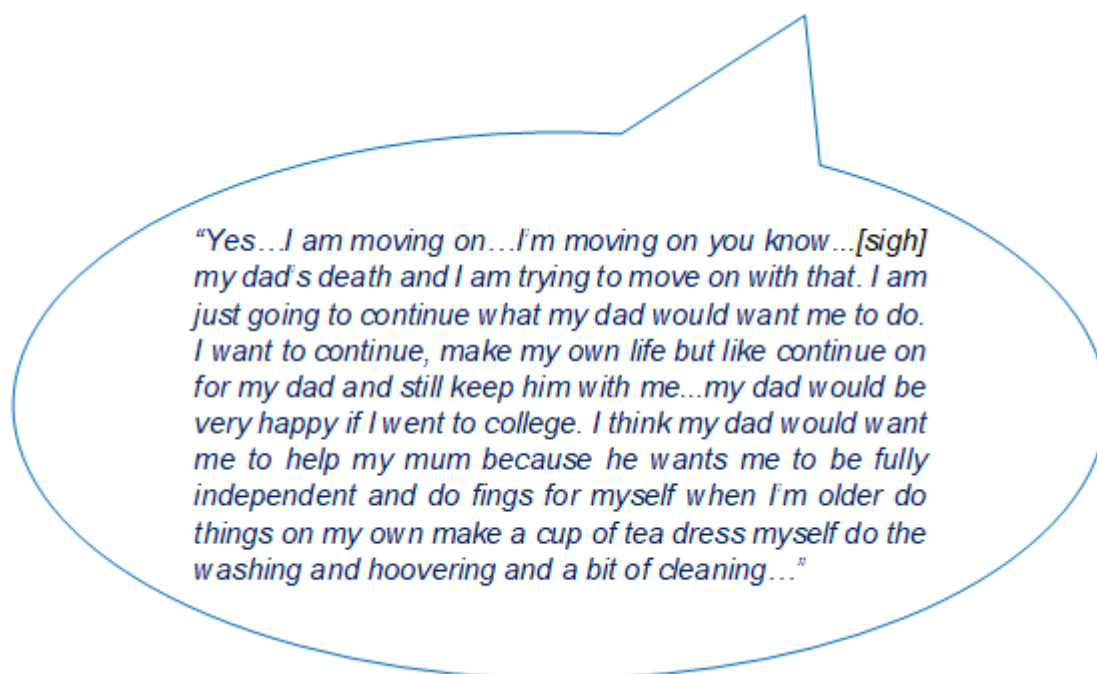 “Yes…I am moving on…I'm moving on you know...[sigh]
my dad's death and I am trying to move on with that. I am
just going to continue what my dad would want me to do.
I want to continue, make my own life but like continue on
for my dad and still keep him with me...my dad would be
very happy if I went to college. I think my dad would want
me to help my mum because he wants me to be fully
independent and do fings for myself when I'm older do
things on my own make a cup of tea dress myself do the
washing and hoovering and a bit of cleaning…”